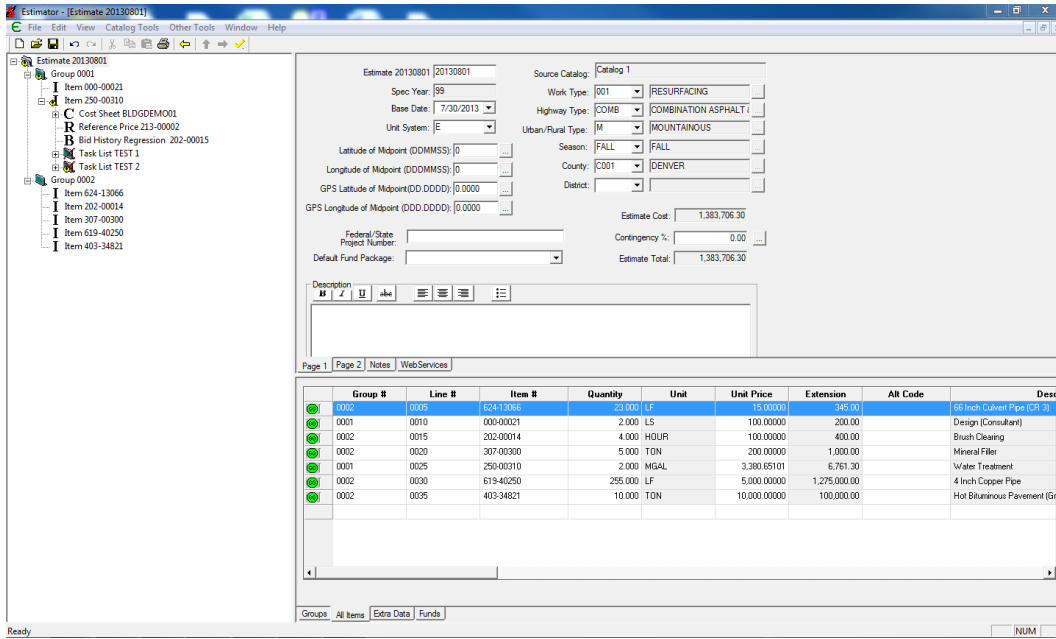 Estimator - [Estimate 20130801]
File Edit View Catalog Tools Other Tools Window Help
Estimate 20130801
Group 0001
I Item 000-00021
I Item 250-00310
C Cost Sheet BLDGDEMO01
R Reference Price 213-00002
B Bid History Regression 202-00015
Task List TEST 1
Task List TEST 2
Group 0002
I Item 624-13066
I Item 202-00014
I Item 307-00300
I Item 619-40250
I Item 403-34821
Estimate 20130801 20130801
Spec Year: 99
Base Date: 7/30/2013
Unit System: E
Latitude of Midpoint (DDMMSS): 0 ...
Longitude of Midpoint (DDDMMSS): 0 ...
GPS Latitude of Midpoint(DD.DDDD): 0.0000 ...
GPS Longitude of Midpoint (DDD.DDDD): 0.0000 ...
Federal/State
Project Number:
Default Fund Package:
Source Catalog: Catalog 1
Work Type: 001 RESURFACING ...
Highway Type: COMB COMBINATION ASPHALT & ...
Urban/Rural Type: M MOUNTAINOUS ...
Season: FALL FALL ...
County: C001 DENVER ...
District: ...
Estimate Cost: 1,383,706.30
Contingency %: 0.00 ...
Estimate Total: 1,383,706.30
Description
B I U abc
Page 1 Page 2 Notes WebServices
Group # Line # Item # Quantity Unit Unit Price Extension Alt Code Desc
GO 0002 0005 624-13066 23.000 LF 15.00000 345.00 66 Inch Culvert Pipe (CR 3)
GO 0001 0010 000-00021 2.000 LS 100.00000 200.00 Design (Consultant)
GO 0002 0015 202-00014 4.000 HOUR 100.00000 400.00 Brush Clearing
GO 0002 0020 307-00300 5.000 TON 200.00000 1,000.00 Mineral Filler
GO 0001 0025 250-00310 2.000 MGAL 3,380.65101 6,761.30 Water Treatment
GO 0002 0030 619-40250 255.000 LF 5,000.00000 1,275,000.00 4 Inch Copper Pipe
GO 0002 0035 403-34821 10.000 TON 10,000.00000 100,000.00 Hot Bituminous Pavement (Gr
Groups All Items Extra Data Funds
Ready NUM